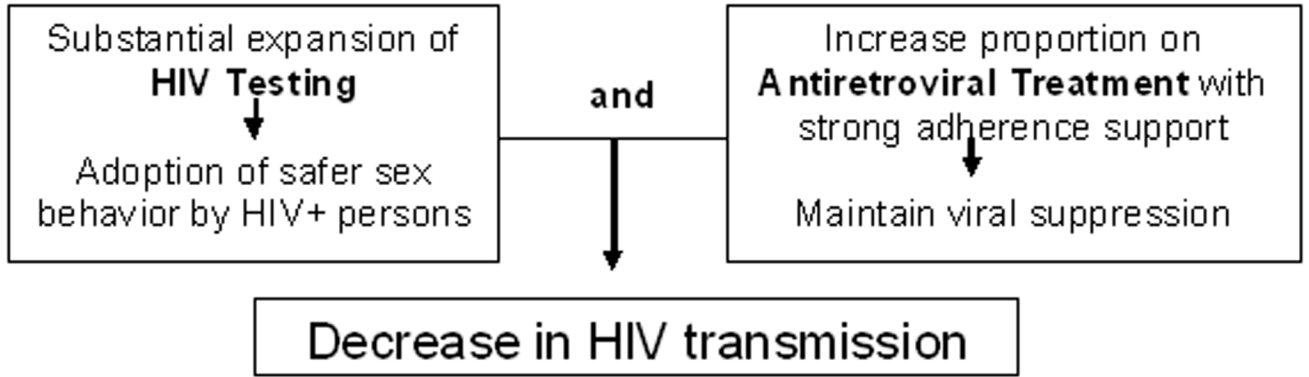 Substantial expansion of
HIV Testing
Adoption of safer sex
behavior by HIV+ persons
and
Increase proportion on
Antiretroviral Treatment with
strong adherence support
Maintain viral suppression
Decrease in HIV transmission